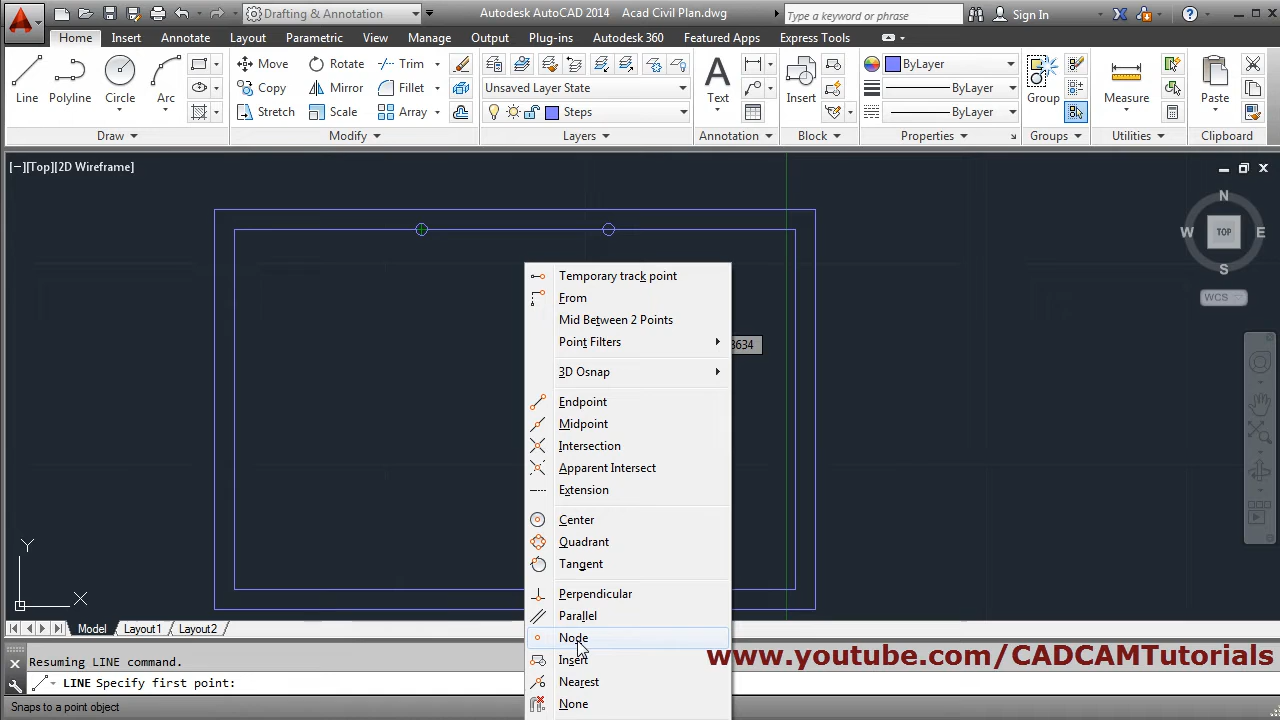 Drafting & Annotation
Autodesk AutoCAD 2014 Acad Civil Plan.dwg
Type a keyword or phrase
Sign In
Home Insert Annotate Layout Parametric View Manage Output Plug-ins Autodesk 360 Featured Apps Express Tools
Line Polyline Circle Arc
Move Rotate Trim
Copy Mirror Fillet
Stretch Scale Array
Unsaved Layer State
Steps
Text
Insert
ByLayer
ByLayer
ByLayer
Group
Measure
Paste
Draw Modify Layers Annotation Block Properties Groups Utilities Clipboard
[−][Top][2D Wireframe]
N
W TOP E
S
WCS
Temporary track point
From
Mid Between 2 Points
Point Filters
3634
3D Osnap
Endpoint
Midpoint
Intersection
Apparent Intersect
Extension
Center
Quadrant
Tangent
Perpendicular
Parallel
Node
Insert
Nearest
None
Y
X
Model Layout1 Layout2
Resuming LINE command.
LINE Specify first point:
www.youtube.com/CADCAMTutorials
Snaps to a point object